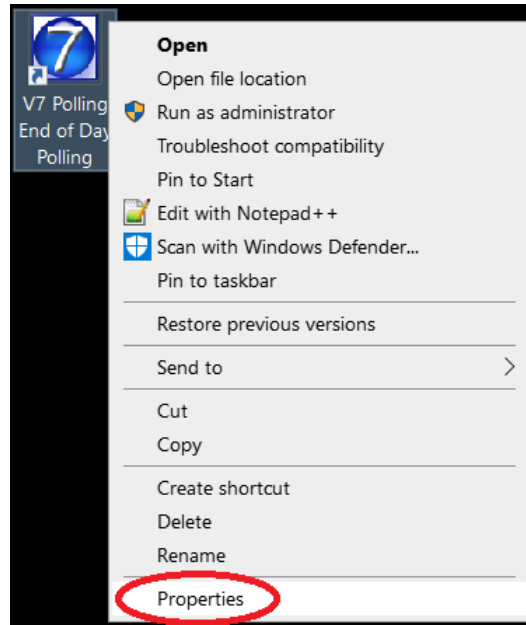 7
V7 Polling
End of Day
Polling
Open
Open file location
Run as administrator
Troubleshoot compatibility
Pin to Start
Edit with Notepad++
Scan with Windows Defender...
Pin to taskbar
Restore previous versions
Send to
Cut
Copy
Create shortcut
Delete
Rename
Properties